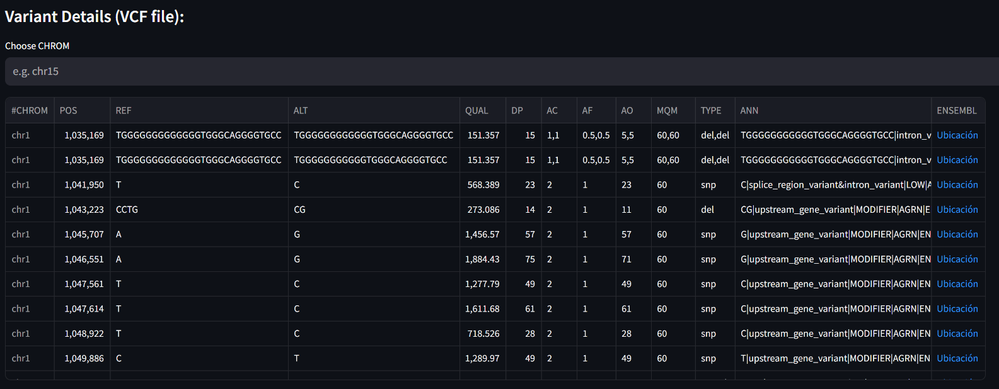 Variant Details (VCF file):
Choose CHROM
e.g. chr15
#CHROM POS REF ALT QUAL DP AC AF AO MQM TYPE ANN ENSEMBL
chr1 1,035,169 TGGGGGGGGGGGGGTGGGCAGGGGTGCC TGGGGGGGGGGGGTGGGCAGGGGTGCC 151.357 15 1,1 0.5,0.5 5,5 60,60 del,del TGGGGGGGGGGGTGGGCAGGGGTGCC|intron_v Ubicación
chr1 1,035,169 TGGGGGGGGGGGGGTGGGCAGGGGTGCC TGGGGGGGGGGGTGGGCAGGGGTGCC 151.357 15 1,1 0.5,0.5 5,5 60,60 del,del TGGGGGGGGGGGTGGGCAGGGGTGCC|intron_v Ubicación
chr1 1,041,950 T C 568.389 23 2 1 23 60 snp C|splice_region_variant&intron_variant|LOW|A Ubicación
chr1 1,043,223 CCTG CG 273.086 14 2 1 11 60 del CG|upstream_gene_variant|MODIFIER|AGRN|E Ubicación
chr1 1,045,707 A G 1,456.57 57 2 1 57 60 snp G|upstream_gene_variant|MODIFIER|AGRN|EN Ubicación
chr1 1,046,551 A G 1,884.43 75 2 1 71 60 snp G|upstream_gene_variant|MODIFIER|AGRN|EN Ubicación
chr1 1,047,561 T C 1,277.79 49 2 1 49 60 snp C|upstream_gene_variant|MODIFIER|AGRN|EN Ubicación
chr1 1,047,614 T C 1,611.68 61 2 1 61 60 snp C|upstream_gene_variant|MODIFIER|AGRN|EN Ubicación
chr1 1,048,922 T C 718.526 28 2 1 28 60 snp C|upstream_gene_variant|MODIFIER|AGRN|EN Ubicación
chr1 1,049,886 C T 1,289.97 49 2 1 49 60 snp T|upstream_gene_variant|MODIFIER|AGRN|EN Ubicación